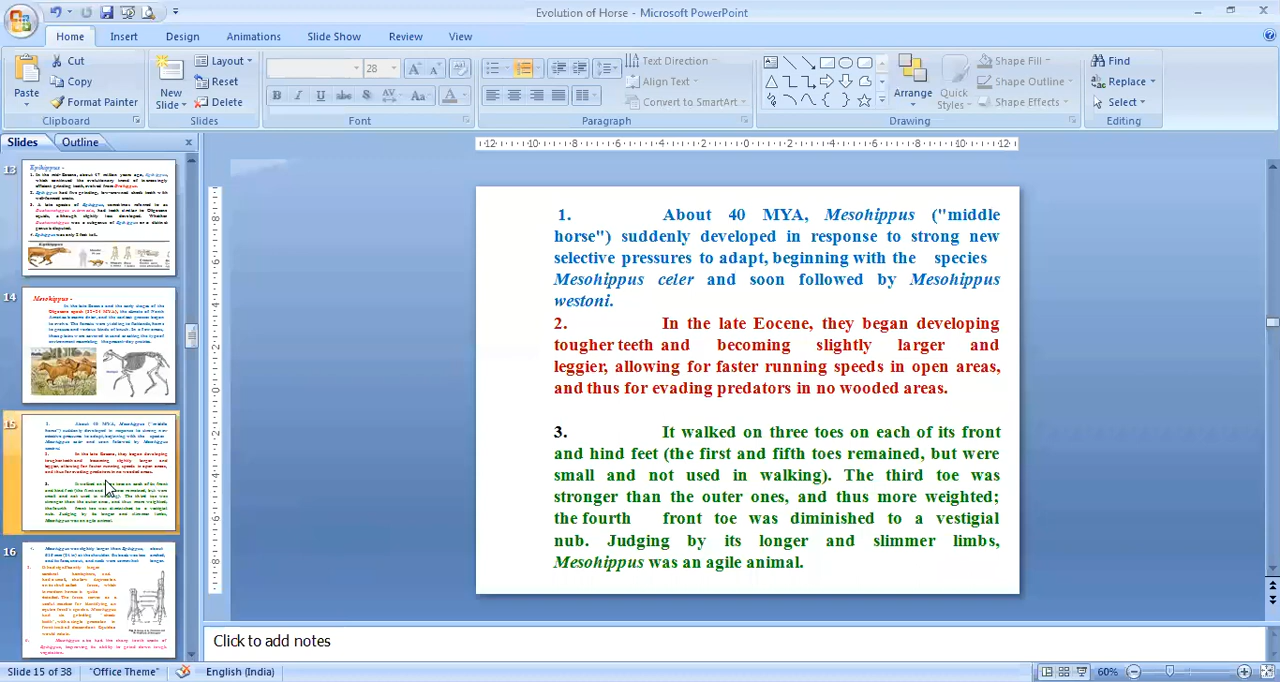 Evolution of Horse - Microsoft PowerPoint
Home Insert Design Animations Slide Show Review View
Paste
Cut
Copy
Format Painter
Clipboard
New Slide
Layout
Reset
Delete
Slides
28
Font
Text Direction
Align Text
Convert to SmartArt
Paragraph
Arrange
Quick Styles
Shape Fill
Shape Outline
Shape Effects
Drawing
Find
Replace
Select
Editing
Slides Outline
13
Epihippus -
14
Mesohippus -
15
16
1. About 40 MYA, Mesohippus ("middle
horse") suddenly developed in response to strong new
selective pressures to adapt, beginning with the species
Mesohippus celer and soon followed by Mesohippus
westoni.
2. In the late Eocene, they began developing
tougher teeth and becoming slightly larger and
leggier, allowing for faster running speeds in open areas,
and thus for evading predators in no wooded areas.
3. It walked on three toes on each of its front
and hind feet (the first and fifth toes remained, but were
small and not used in walking). The third toe was
stronger than the outer ones, and thus more weighted;
the fourth front toe was diminished to a vestigial
nub. Judging by its longer and slimmer limbs,
Mesohippus was an agile animal.
Click to add notes
Slide 15 of 38 "Office Theme" English (India) 60%